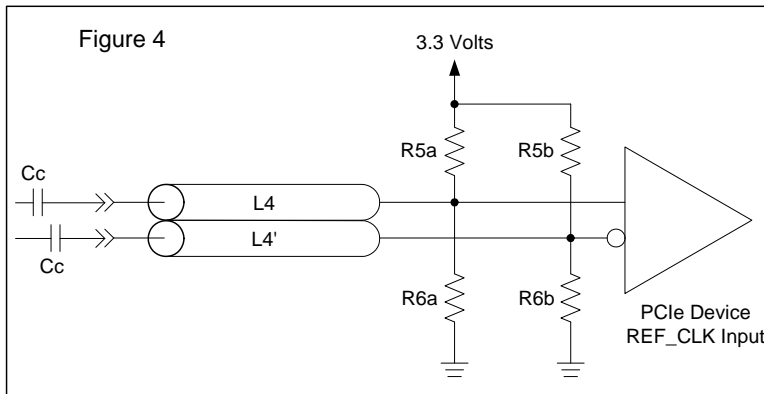 Figure 4
3.3 Volts
R5a
R5b
Cc
L4
L4'
Cc
R6a
R6b
PCIe Device
REF_CLK Input